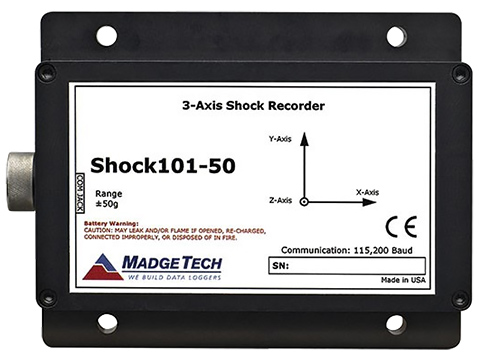 3-Axis Shock Recorder
Y-Axis
Shock101-50
Z-Axis
X-Axis
Range
±50g
COM JACK
Battery Warning:
CAUTION: MAY LEAK AND/OR FLAME IF OPENED, RE-CHARGED,
CONNECTED IMPROPERLY, OR DISPOSED OF IN FIRE.
CE
Communication: 115,200 Baud
MADGETECH
WE BUILD DATA LOGGERS
SN:
Made in USA